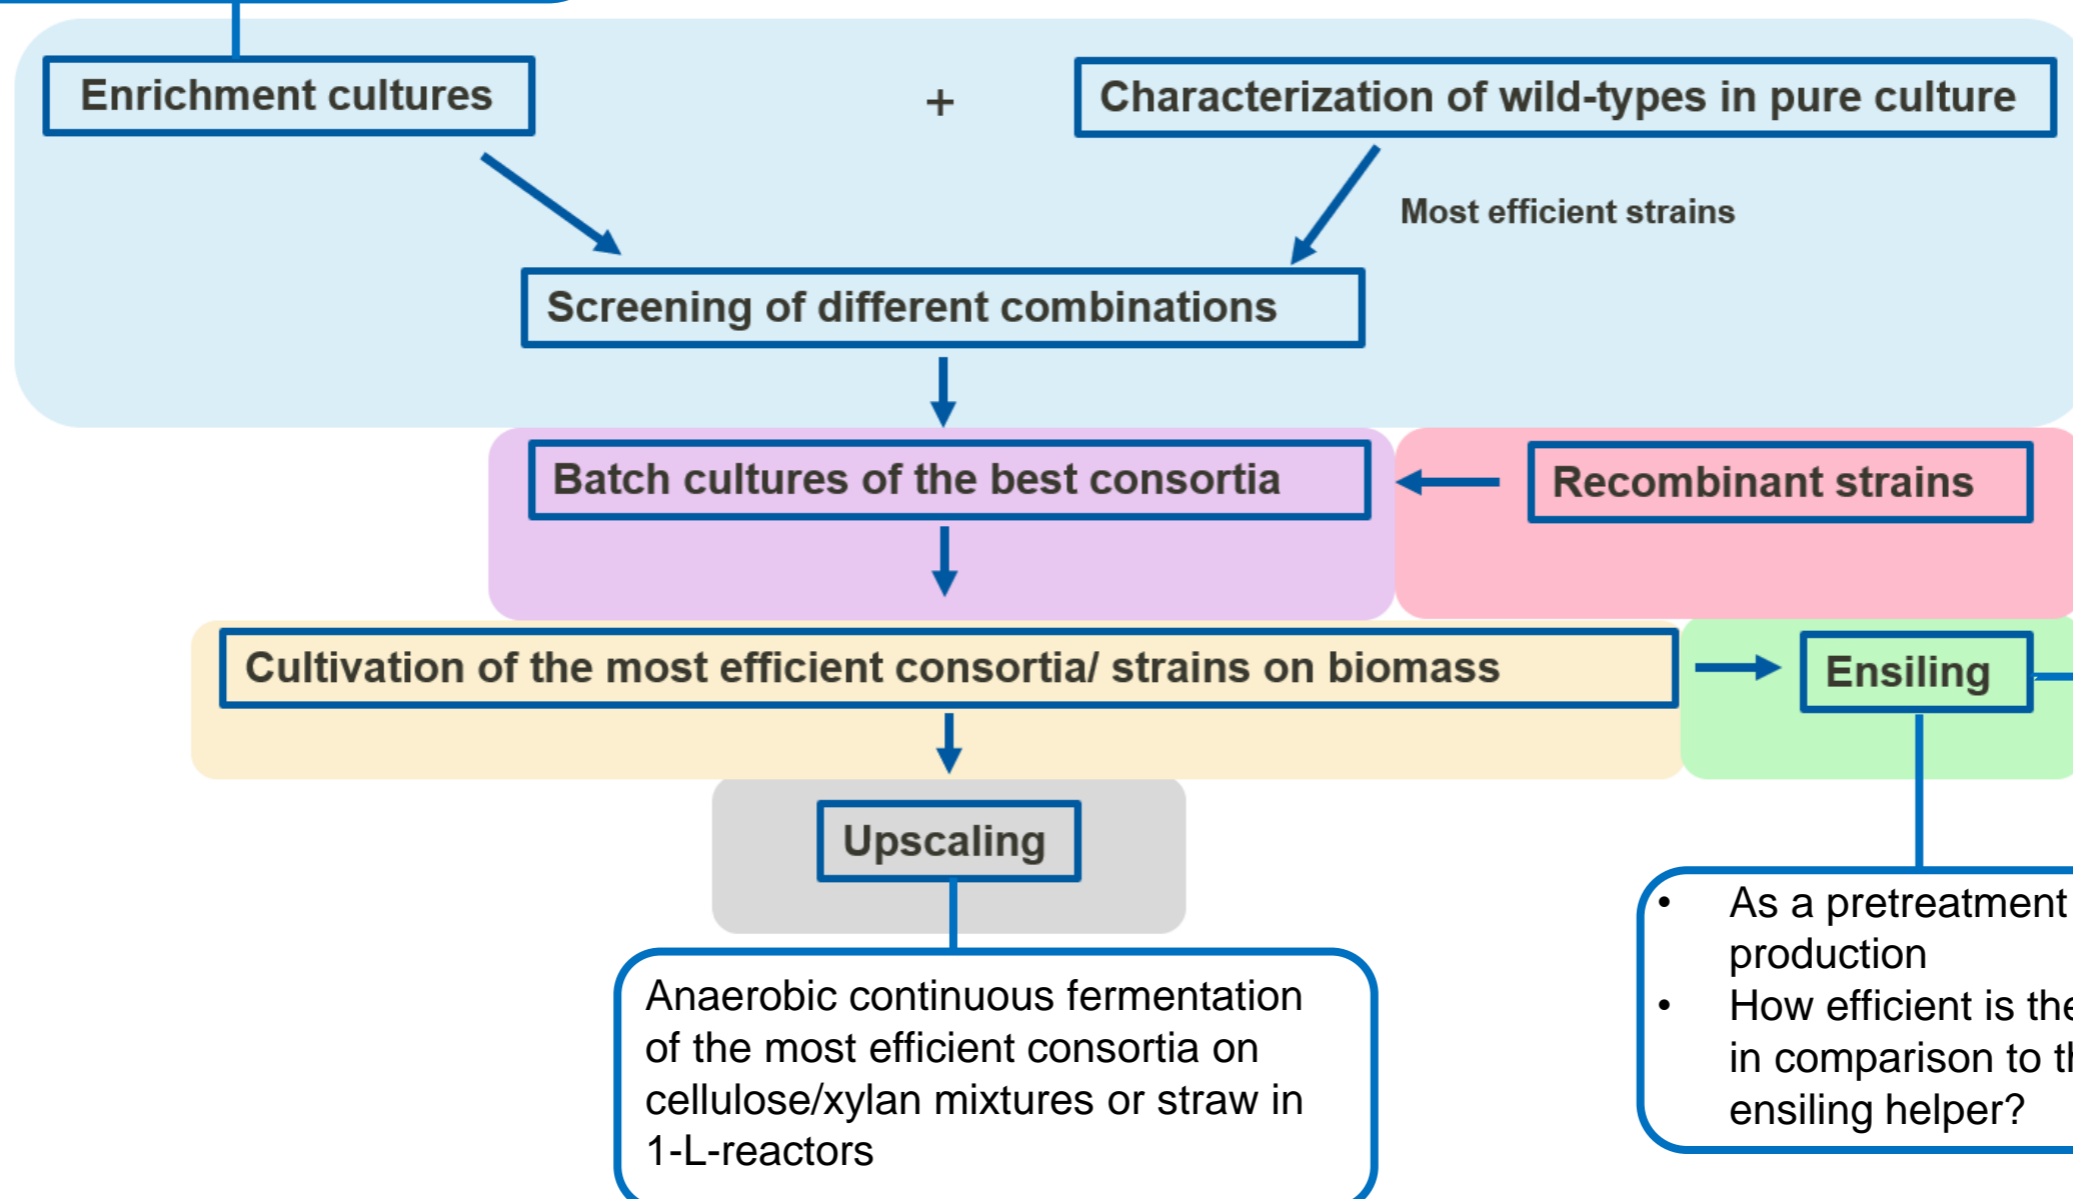 Enrichment cultures
+
Characterization of wild-types in pure culture
Most efficient strains
Screening of different combinations
Batch cultures of the best consortia
Recombinant strains
Cultivation of the most efficient consortia/ strains on biomass
Ensiling
Upscaling
Anaerobic continuous fermentation
of the most efficient consortia on
cellulose/xylan mixtures or straw in
1-L-reactors
• As a pretreatment
production
• How efficient is the
in comparison to
ensiling helper?